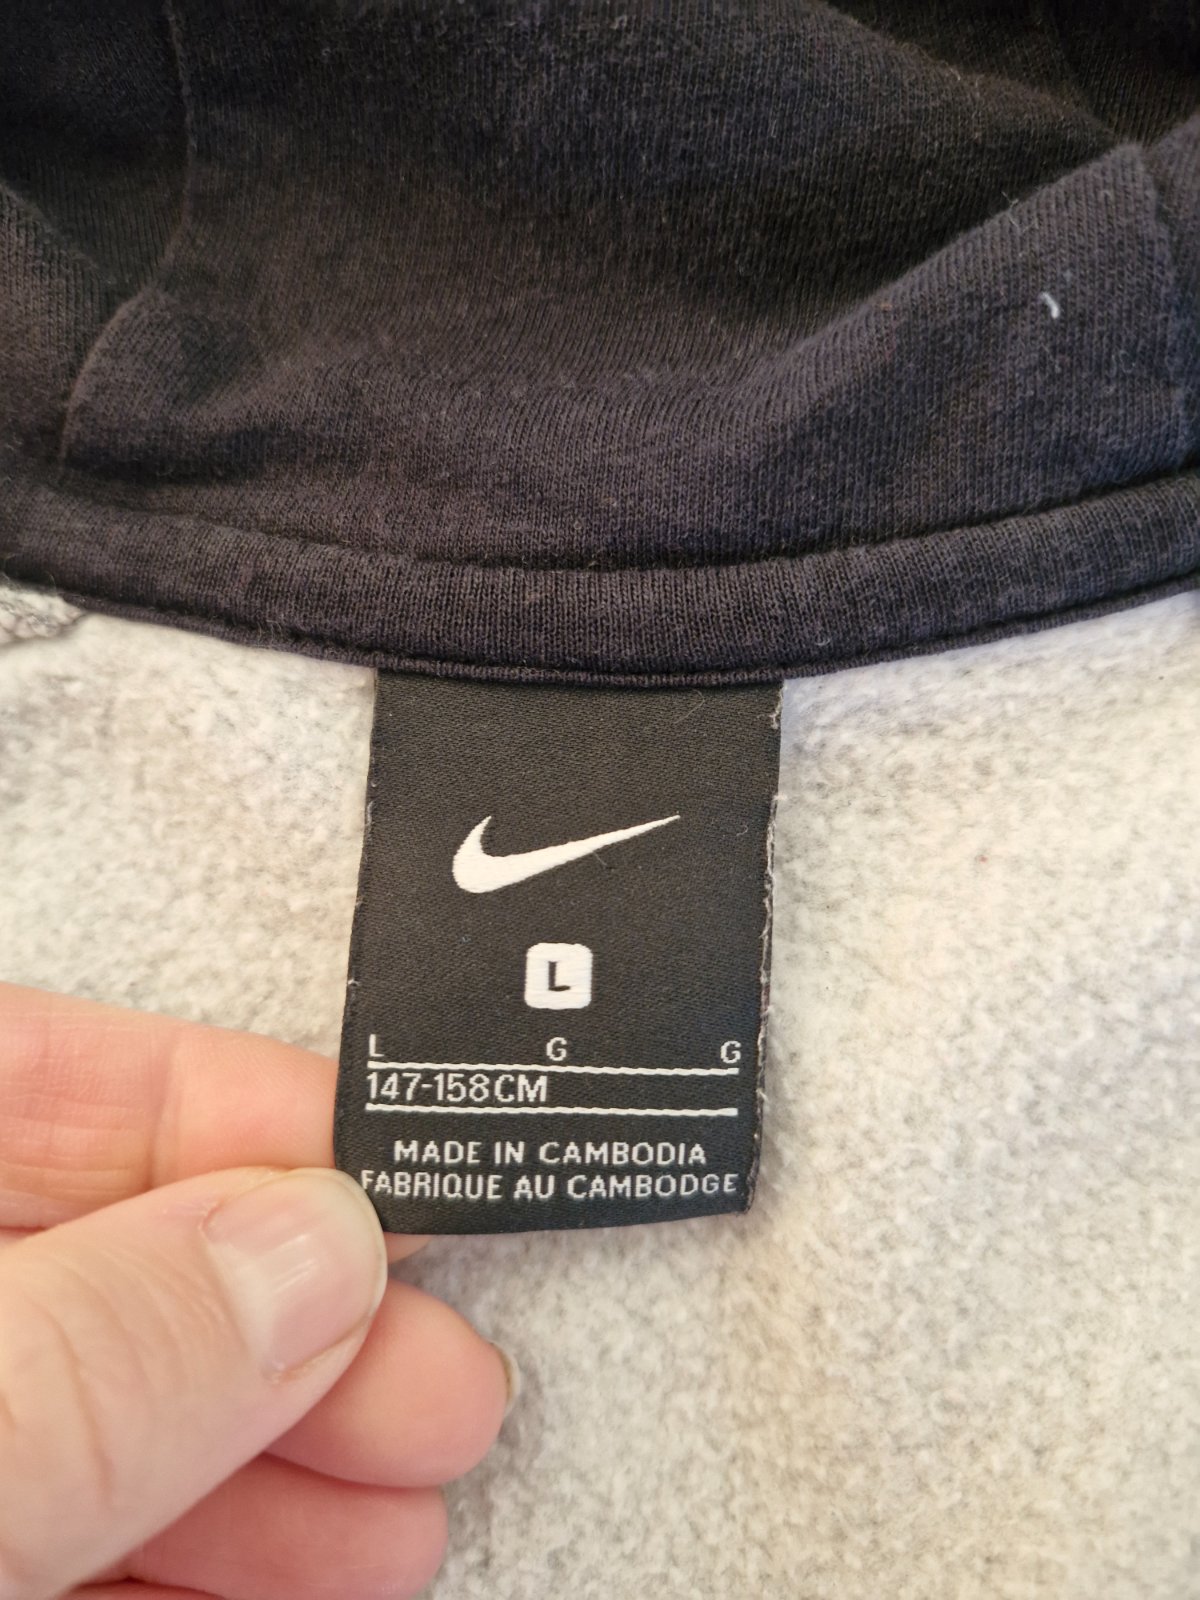 L
L G G
147-158CM
MADE IN CAMBODIA
FABRIQUE AU CAMBODGE